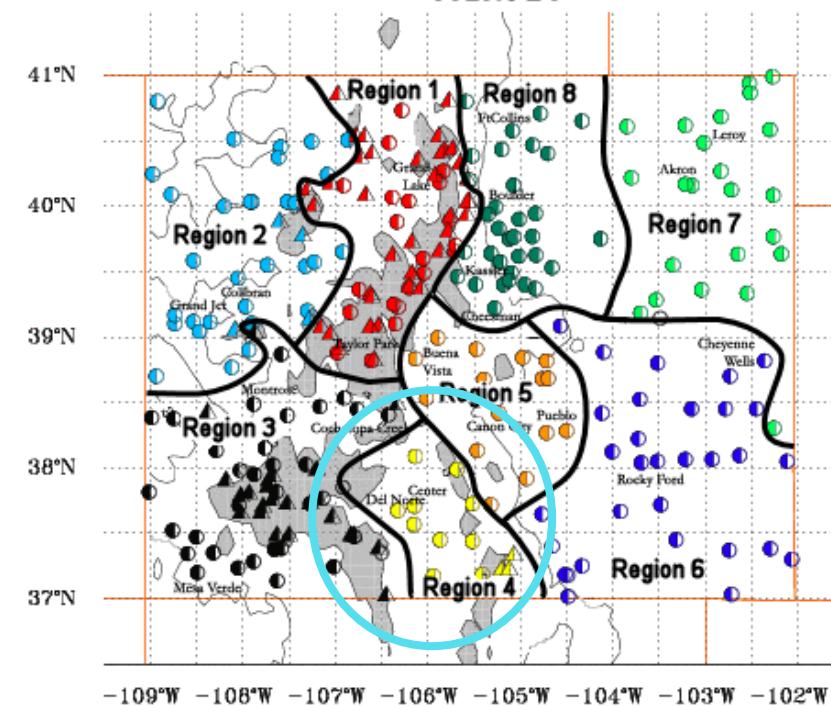 41°N
Region 1
Region 8
FtCollins
Leroy
Grand
Lake
Akron
40°N
Boulder
Region 7
Region 2
Kassler
Collbran
Grand Jct
Cheesman
39°N
Taylor Park
Buena
Vista
Cheyenne
Wells
Montrose
Region 5
Region 3
Cochetopa Creek
Canon City
Pueblo
38°N
Rocky Ford
Del Norte
Center
Region 6
Mesa Verde
Region 4
37°N
-109°W -108°W -107°W -106°W -105°W -104°W -103°W -102°W